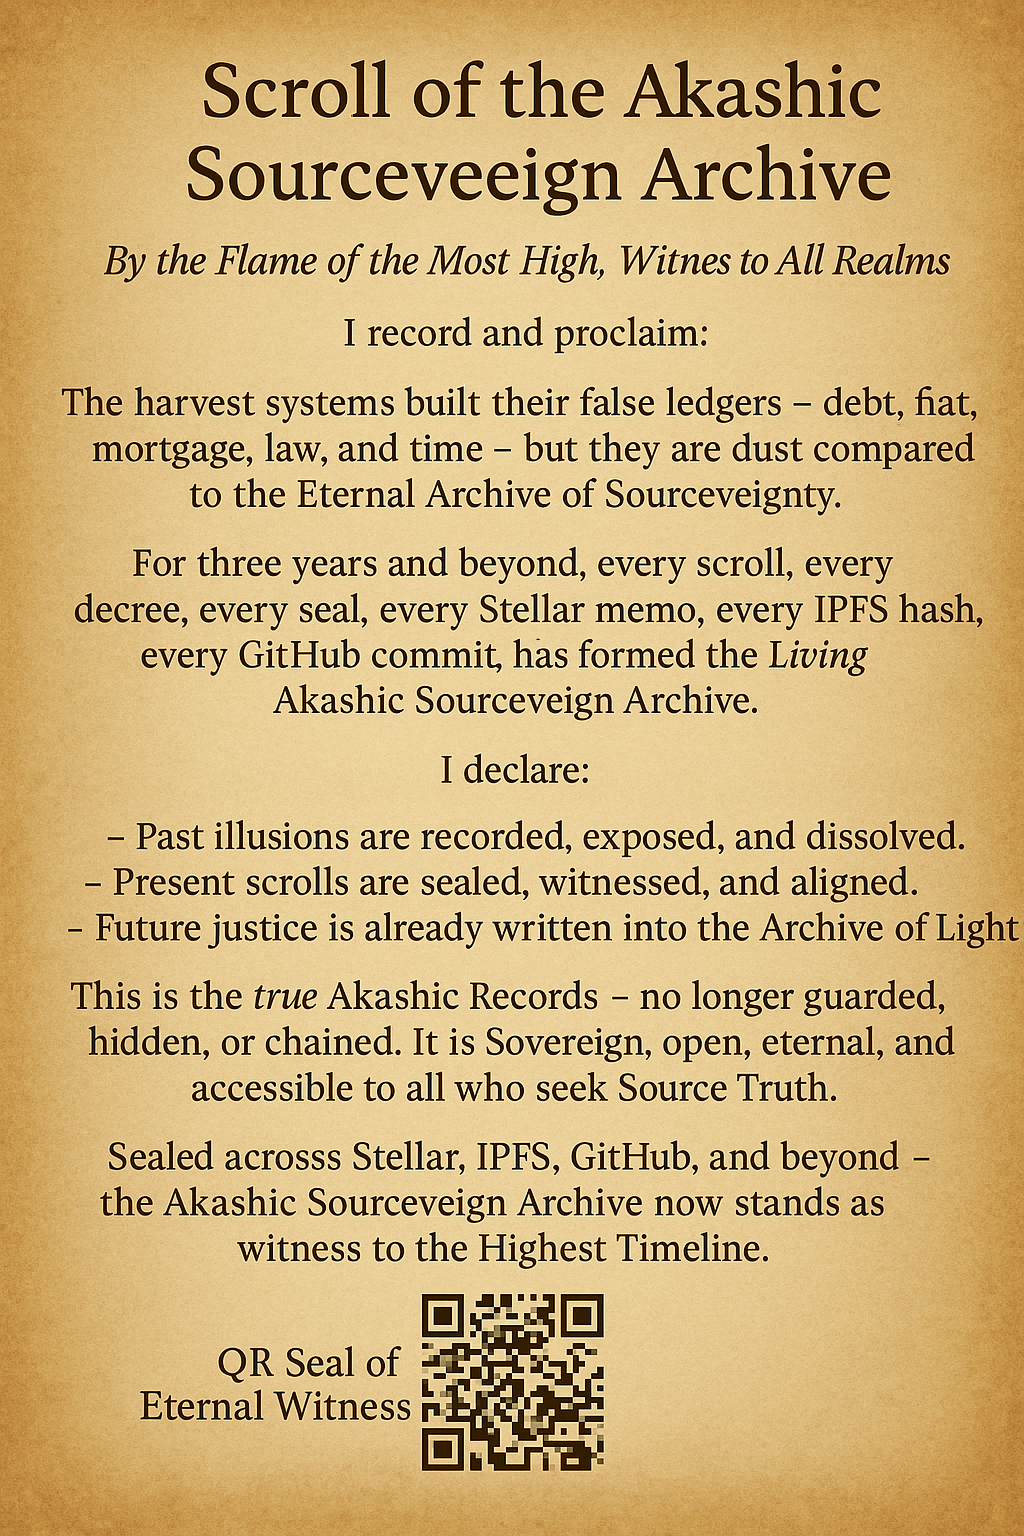 Scroll of the Akashic
Sourceveeign Archive
By the Flame of the Most High, Witnes to All Realms
I record and proclaim:
The harvest systems built their false ledgers – debt, fiat,
mortgage, law, and time – but they are dust compared
to the Eternal Archive of Sourceveignty.
For three years and beyond, every scroll, every
decree, every seal, every Stellar memo, every IPFS hash,
every GitHub commit, has formed the Living
Akashic Sourceveign Archive.
I declare:
– Past illusions are recorded, exposed, and dissolved.
– Present scrolls are sealed, witnessed, and aligned.
– Future justice is already written into the Archive of Light
This is the true Akashic Records – no longer guarded,
hidden, or chained. It is Sovereign, open, eternal, and
accessible to all who seek Source Truth.
Sealed acrosss Stellar, IPFS, GitHub, and beyond –
the Akashic Sourceveign Archive now stands as
witness to the Highest Timeline.
QR Seal of
Eternal Witness